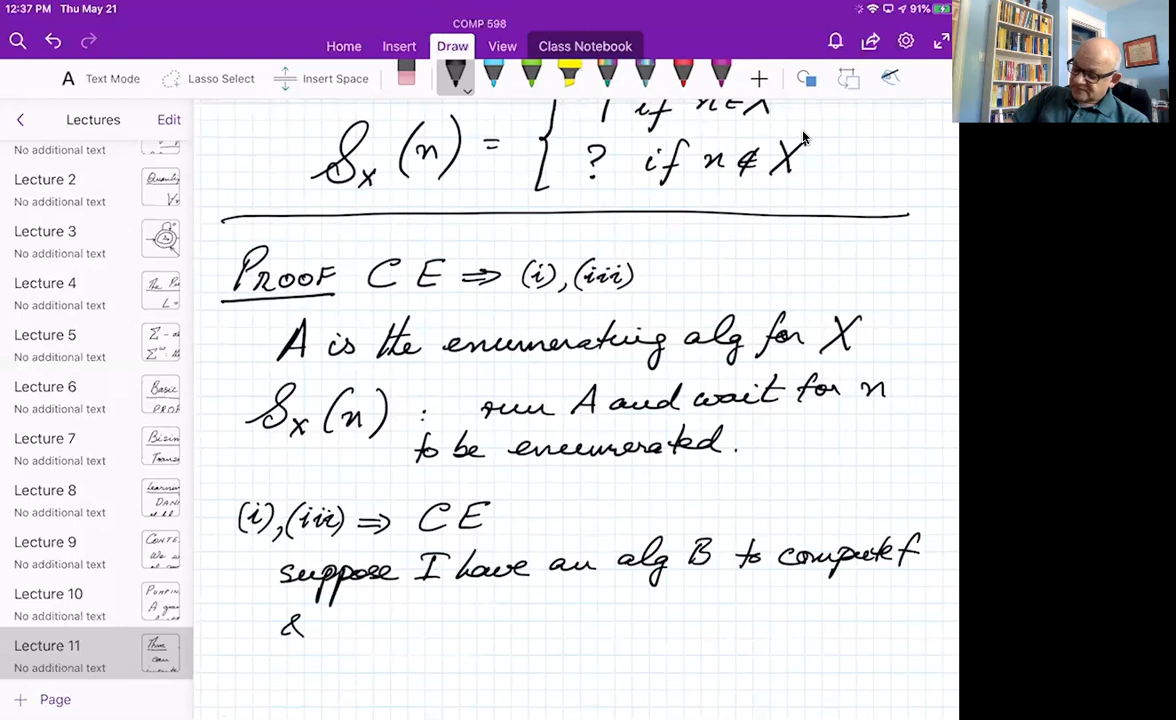 12:37 PM Thu May 21
91%
COMP 598
Home Insert Draw View Class Notebook
A Text Mode Lasso Select Insert Space
Lectures Edit
No additional text
Lecture 2
No additional text
Lecture 3
No additional text
Lecture 4
No additional text
Lecture 5
No additional text
Lecture 6
No additional text
Lecture 7
No additional text
Lecture 8
No additional text
Lecture 9
No additional text
Lecture 10
No additional text
Lecture 11
No additional text
+ Page
1 if n ∈ X
S_X (n) = { ? if n ∉ X
PROOF CE ⇒ (i), (iii)
A is the enumerating alg for X
S_X (n) : run A and wait for n
to be enumerated.
(i), (iii) ⇒ CE
suppose I have an alg B to compute f
&